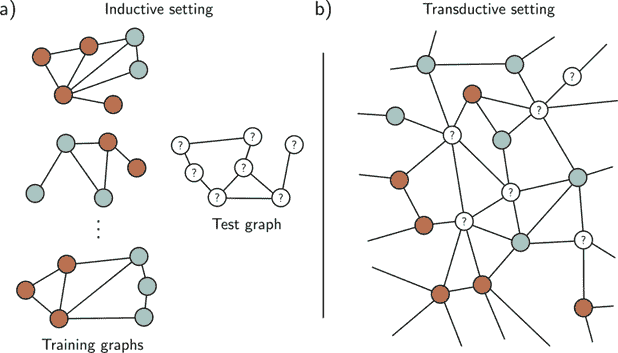 a)
Inductive setting
?
?
?
?
?
?
?
Test graph
⋮
Training graphs
b)
Transductive setting
?
?
?
?
?
?